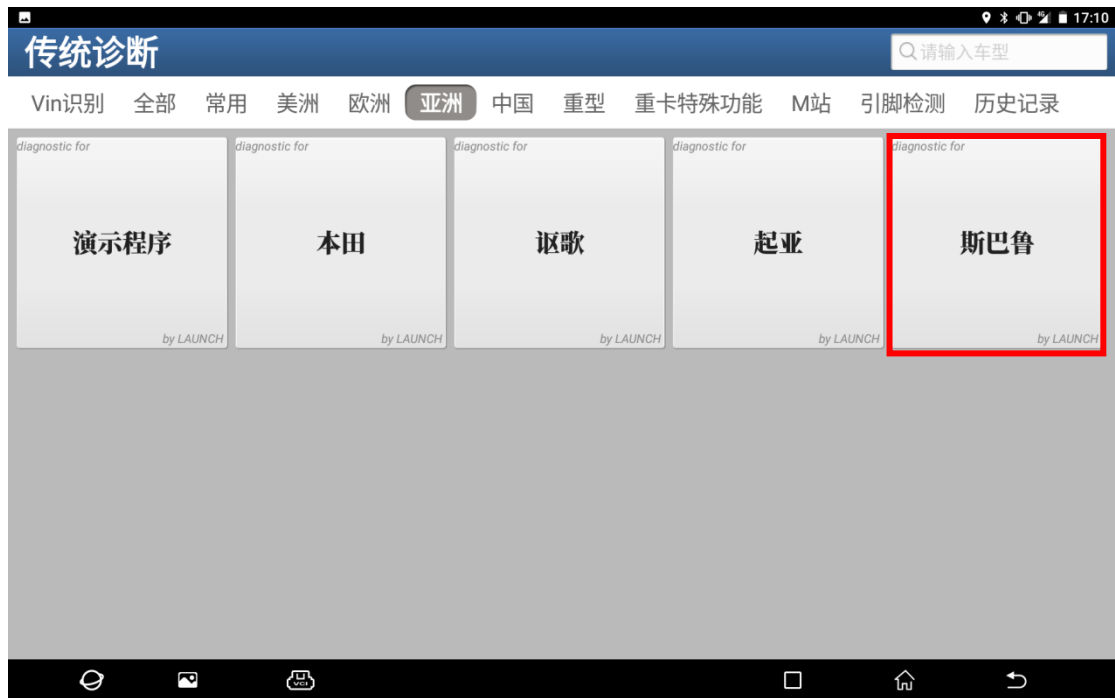 17:10
传统诊断
请输入车型
Vin识别 全部 常用 美洲 欧洲 亚洲 中国 重型 重卡特殊功能 M站 引脚检测 历史记录
diagnostic for diagnostic for diagnostic for diagnostic for diagnostic for
演示程序 本田 讴歌 起亚 斯巴鲁
by LAUNCH by LAUNCH by LAUNCH by LAUNCH by LAUNCH
VCI